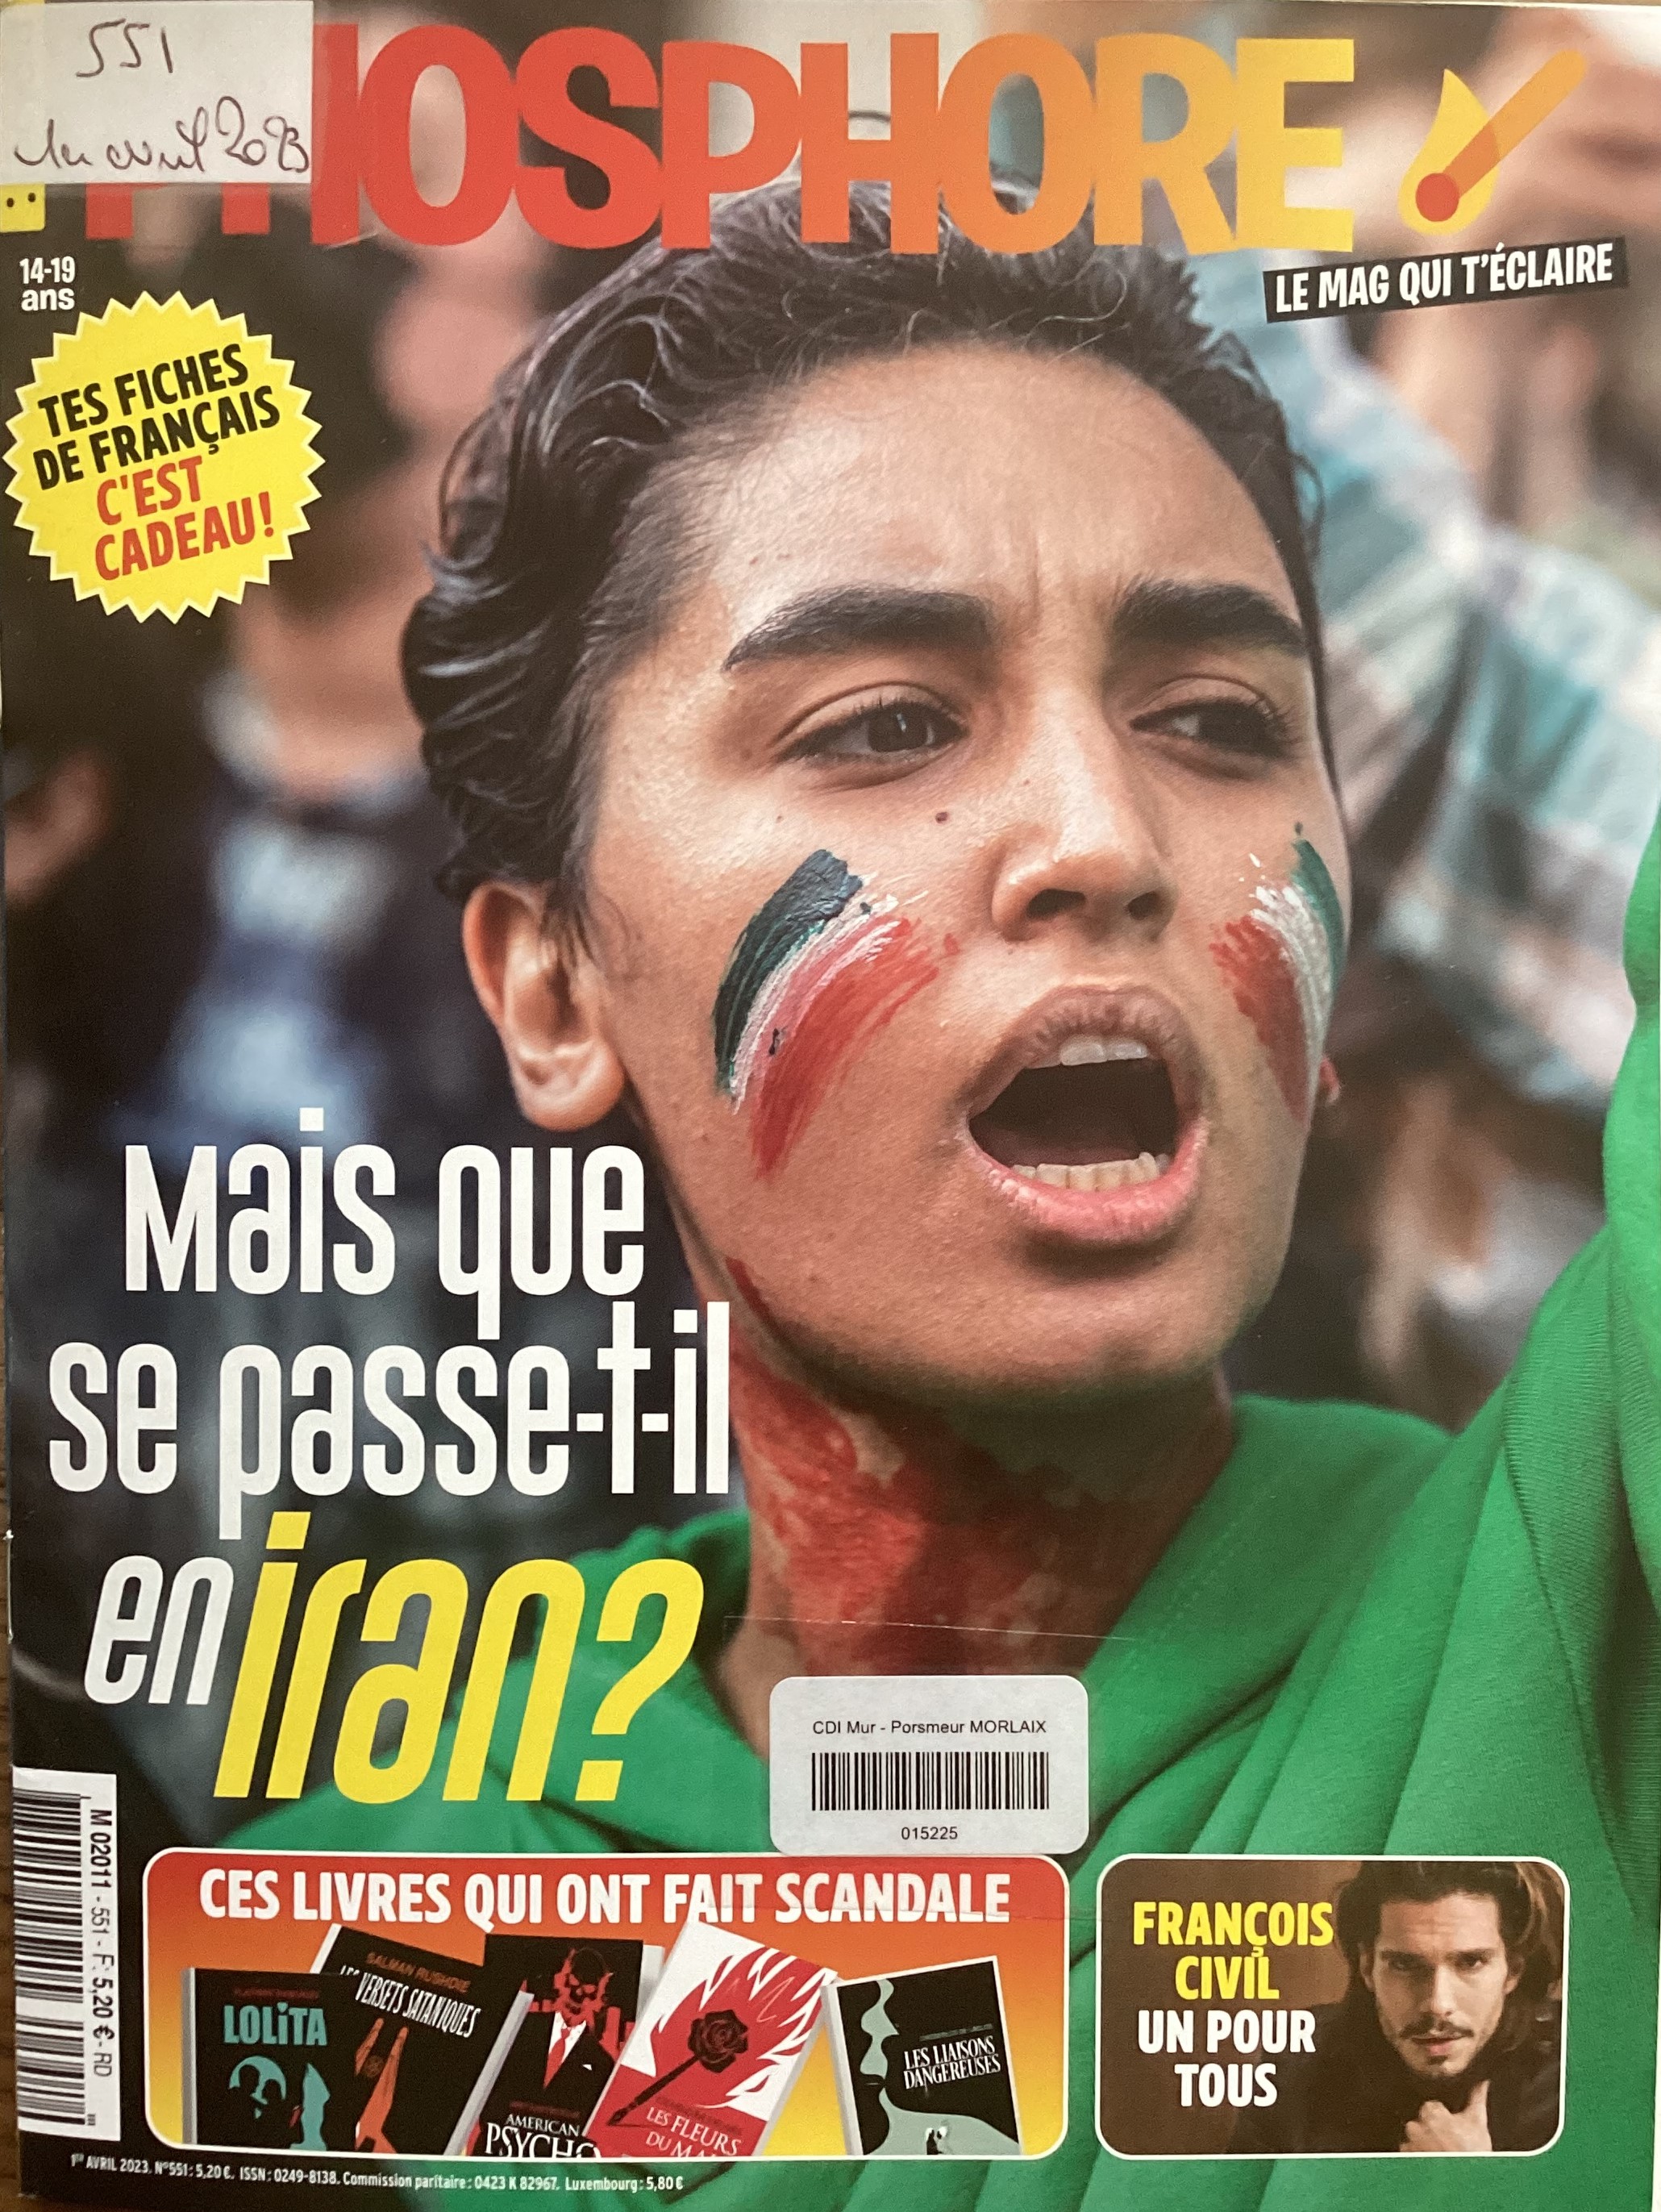 551
1er avril 2023
PHOSPHORE
LE MAG QUI T'ÉCLAIRE
14-19
ans
TES FICHES
DE FRANÇAIS
C'EST
CADEAU!
Mais que
se passe-t-il
en iran?
CDI Mur - Porsmeur MORLAIX
015225
M 02011 - 551 - F: 5,20 € - RD
CES LIVRES QUI ONT FAIT SCANDALE
LOLiTA
SALMAN RUSHDIE
LES VERSETS SATANIQUES
AMERICAN
PSYCHO
LES FLEURS
DU MAL
LES LIAISONS
DANGEREUSES
FRANÇOIS
CIVIL
UN POUR
TOUS
1ER AVRIL 2023. N°551: 5,20 €. ISSN: 0249-8138. Commission paritaire: 0423 K 82967. Luxembourg: 5,80 €